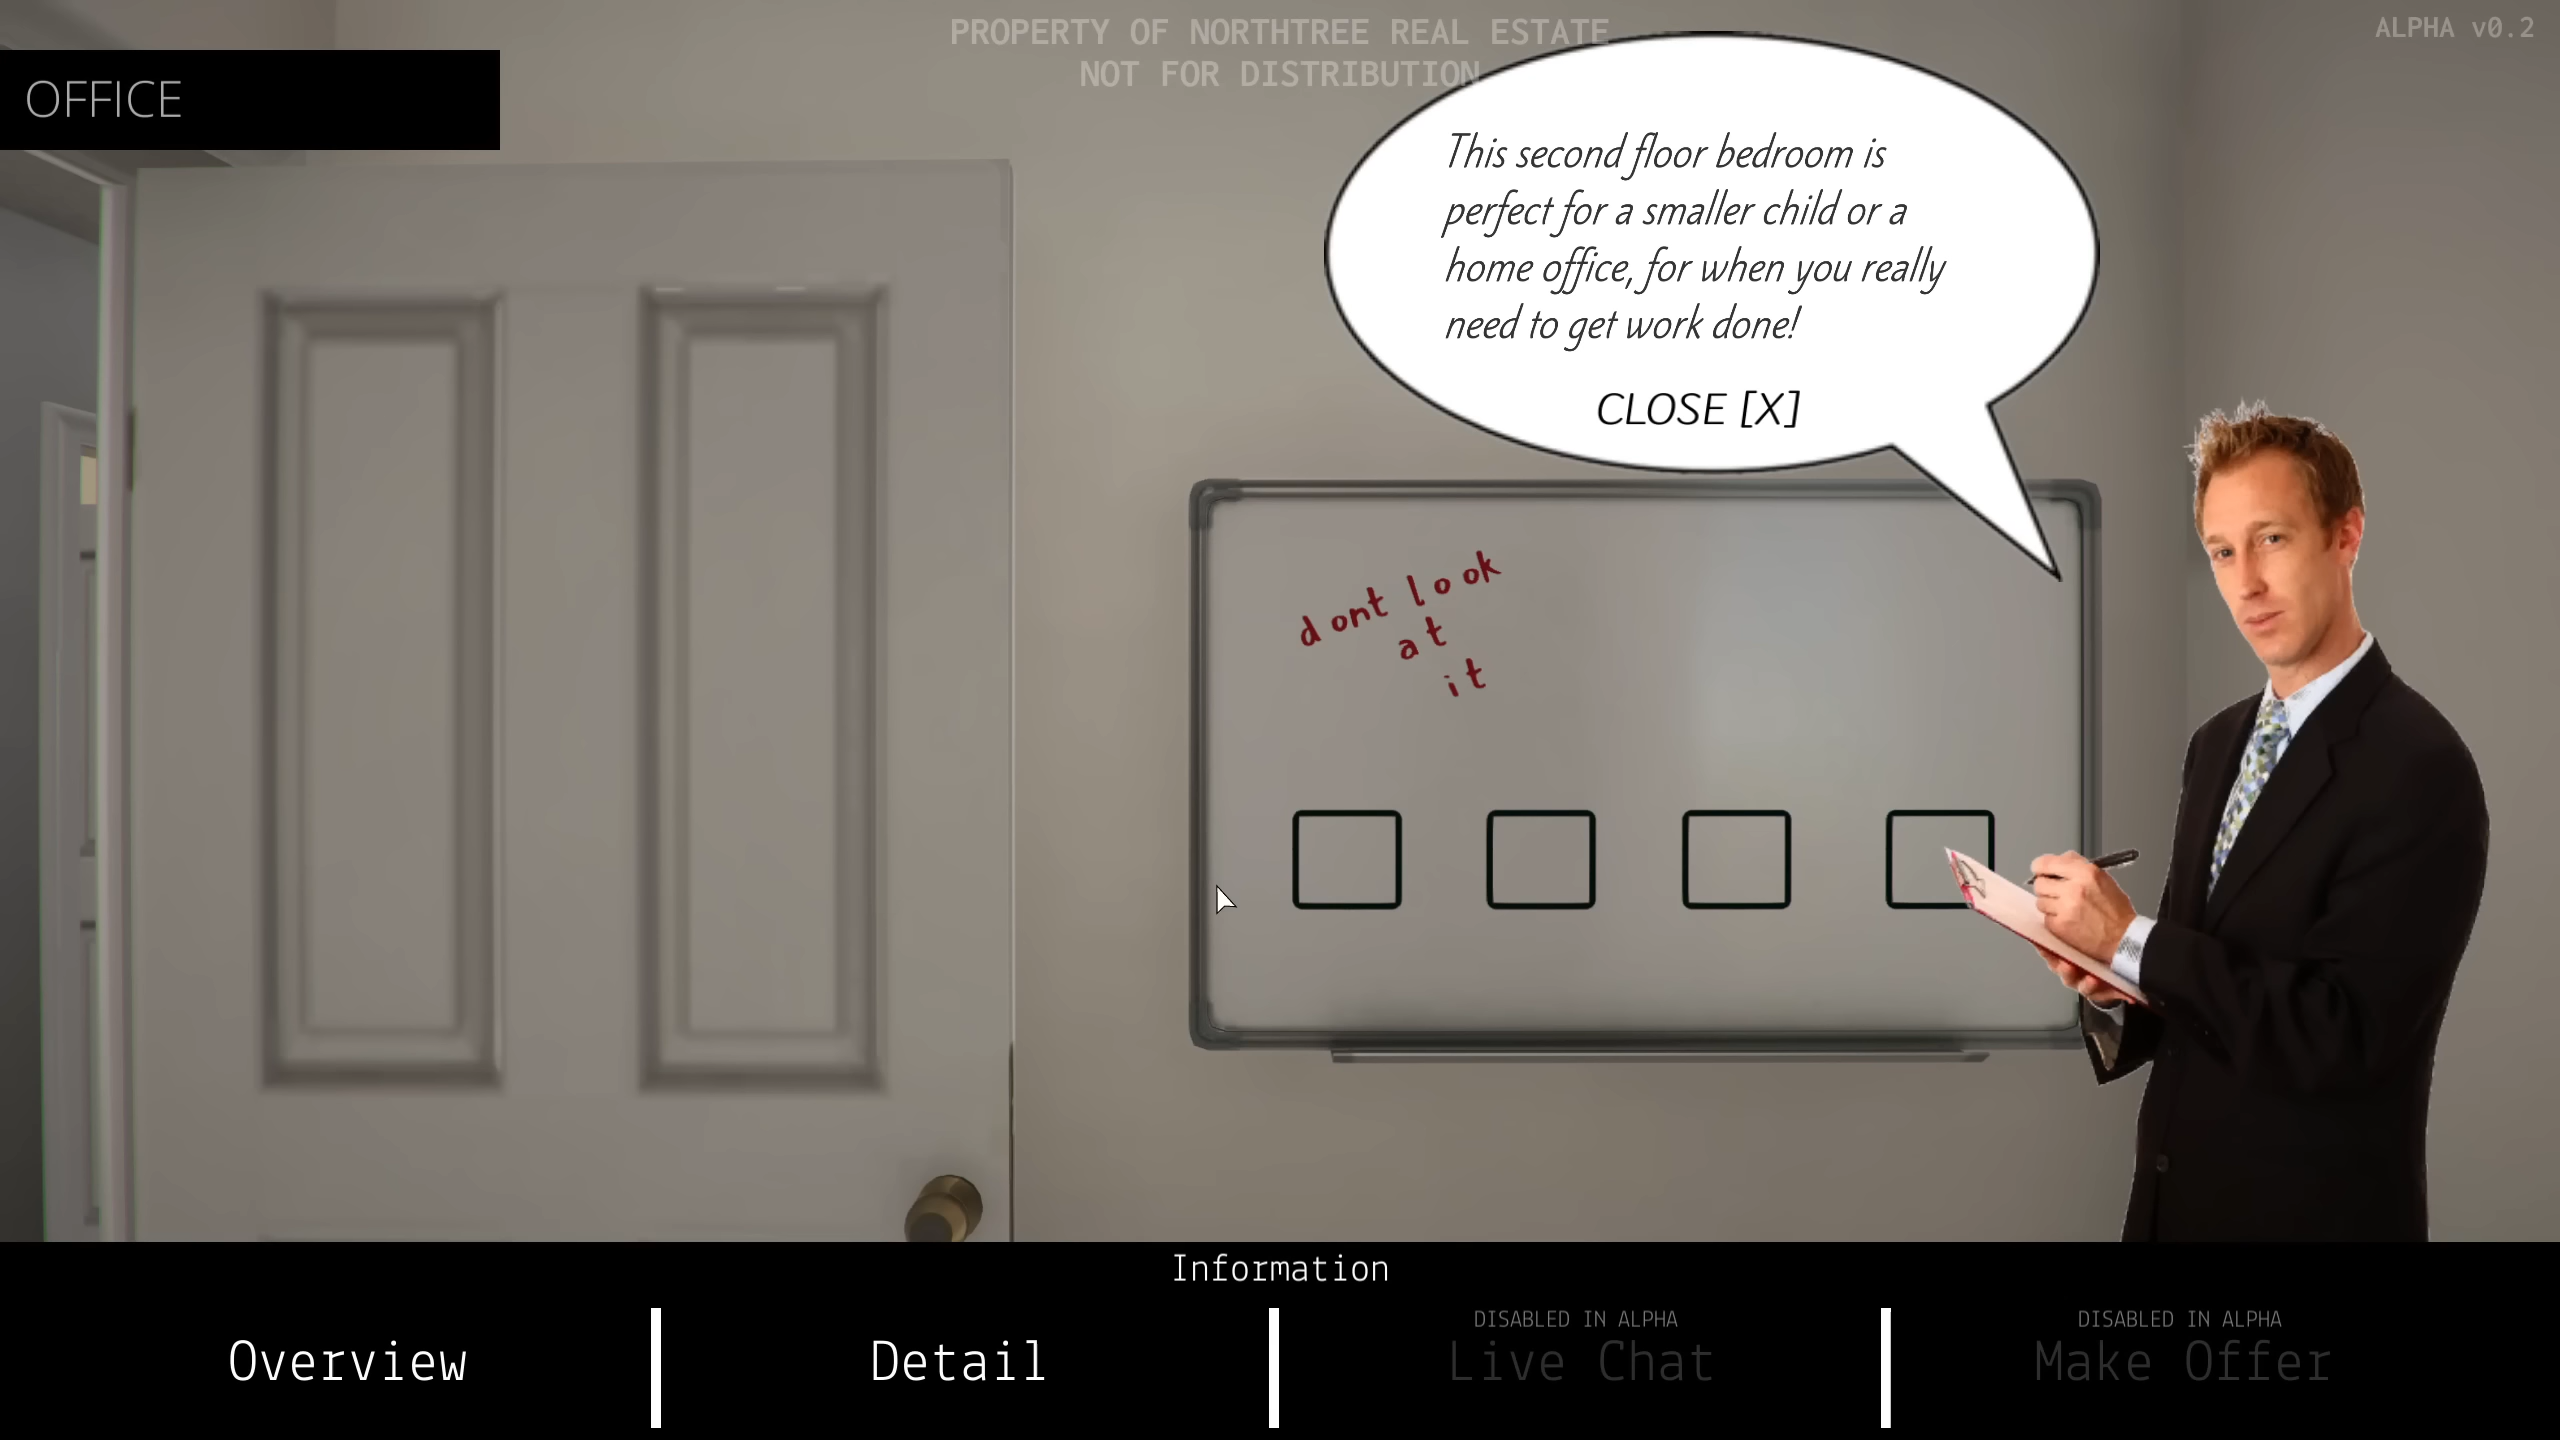 PROPERTY OF NORTHTREE REAL ESTATE
NOT FOR DISTRIBUTION
ALPHA v0.2
OFFICE
This second floor bedroom is
perfect for a smaller child or a
home office, for when you really
need to get work done!
CLOSE [X]
dont look
at
it
Information
Overview
Detail
DISABLED IN ALPHA
Live Chat
DISABLED IN ALPHA
Make Offer